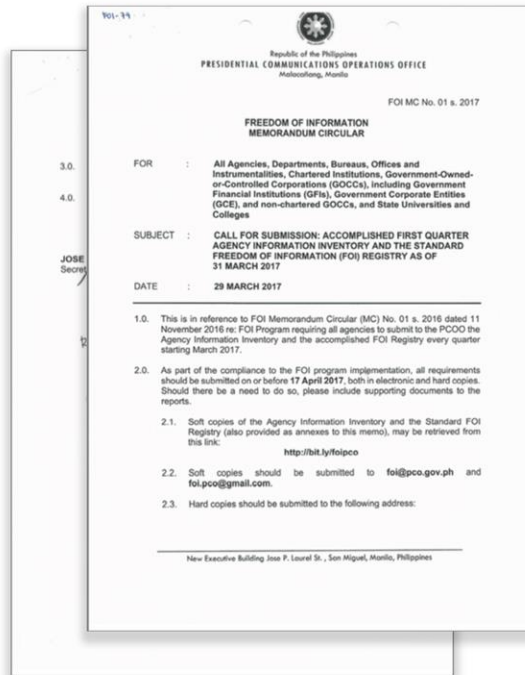 Republic of the Philippines
PRESIDENTIAL COMMUNICATIONS OPERATIONS OFFICE
Malacañang, Manila
FOI MC No. 01 s. 2017
FREEDOM OF INFORMATION
MEMORANDUM CIRCULAR
FOR : All Agencies, Departments, Bureaus, Offices and
Instrumentalities, Chartered Institutions, Government-Owned-
or-Controlled Corporations (GOCCs), including Government
Financial Institutions (GFIs), Government Corporate Entities
(GCE), and non-chartered GOCCs, and State Universities and
Colleges
SUBJECT : CALL FOR SUBMISSION: ACCOMPLISHED FIRST QUARTER
AGENCY INFORMATION INVENTORY AND THE STANDARD
FREEDOM OF INFORMATION (FOI) REGISTRY AS OF
31 MARCH 2017
DATE : 29 MARCH 2017
1.0. This is in reference to FOI Memorandum Circular (MC) No. 01 s. 2016 dated 11
November 2016 re: FOI Program requiring all agencies to submit to the PCOO the
Agency Information Inventory and the accomplished FOI Registry every quarter
starting March 2017.
2.0. As part of the compliance to the FOI program implementation, all requirements
should be submitted on or before 17 April 2017, both in electronic and hard copies.
Should there be a need to do so, please include supporting documents to the
reports.
2.1. Soft copies of the Agency Information Inventory and the Standard FOI
Registry (also provided as annexes to this memo), may be retrieved from
this link:
http://bit.ly/foipco
2.2. Soft copies should be submitted to foi@pco.gov.ph and
foi.pco@gmail.com.
2.3. Hard copies should be submitted to the following address:
New Executive Building Jose P. Laurel St. , San Miguel, Manila, Philippines
3.0.
4.0.
JOSE
Secret